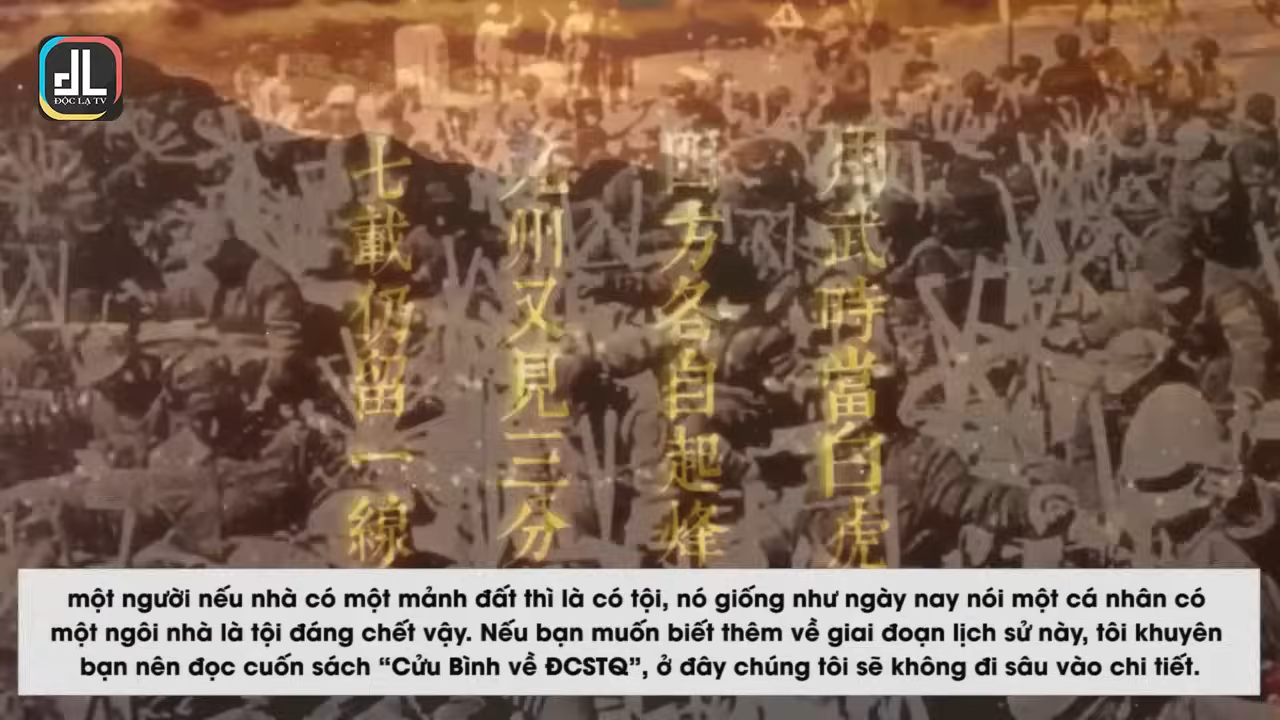 ĐỘC LẠ TV
用武時當白虎
四方各自起烽
九州又見三分
七載仍留一線
một người nếu nhà có một mảnh đất thì là có tội, nó giống như ngày nay nói một cá nhân có
một ngôi nhà là tội đáng chết vậy. Nếu bạn muốn biết thêm về giai đoạn lịch sử này, tôi khuyên
bạn nên đọc cuốn sách “Cửu Bình về ĐCSTQ”, ở đây chúng tôi sẽ không đi sâu vào chi tiết.